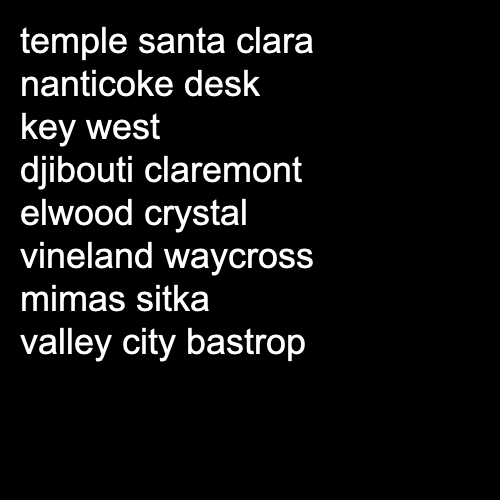 temple santa clara
nanticoke desk
key west
djibouti claremont
elwood crystal
vineland waycross
mimas sitka
valley city bastrop